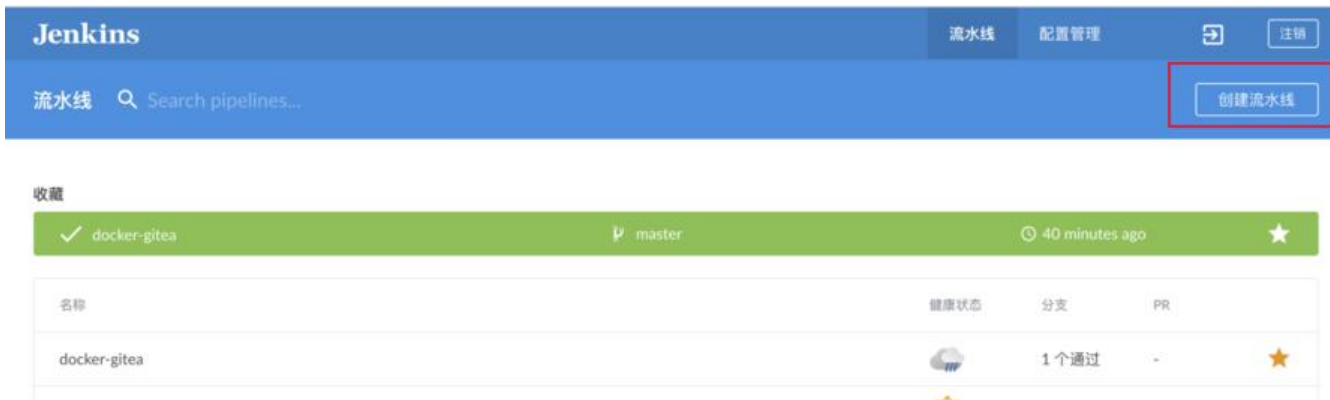 Jenkins 流水线 配置管理 注销
流水线 Search pipelines... 创建流水线
收藏
docker-gitea master 40 minutes ago
名称 健康状态 分支 PR
docker-gitea 1 个通过 -